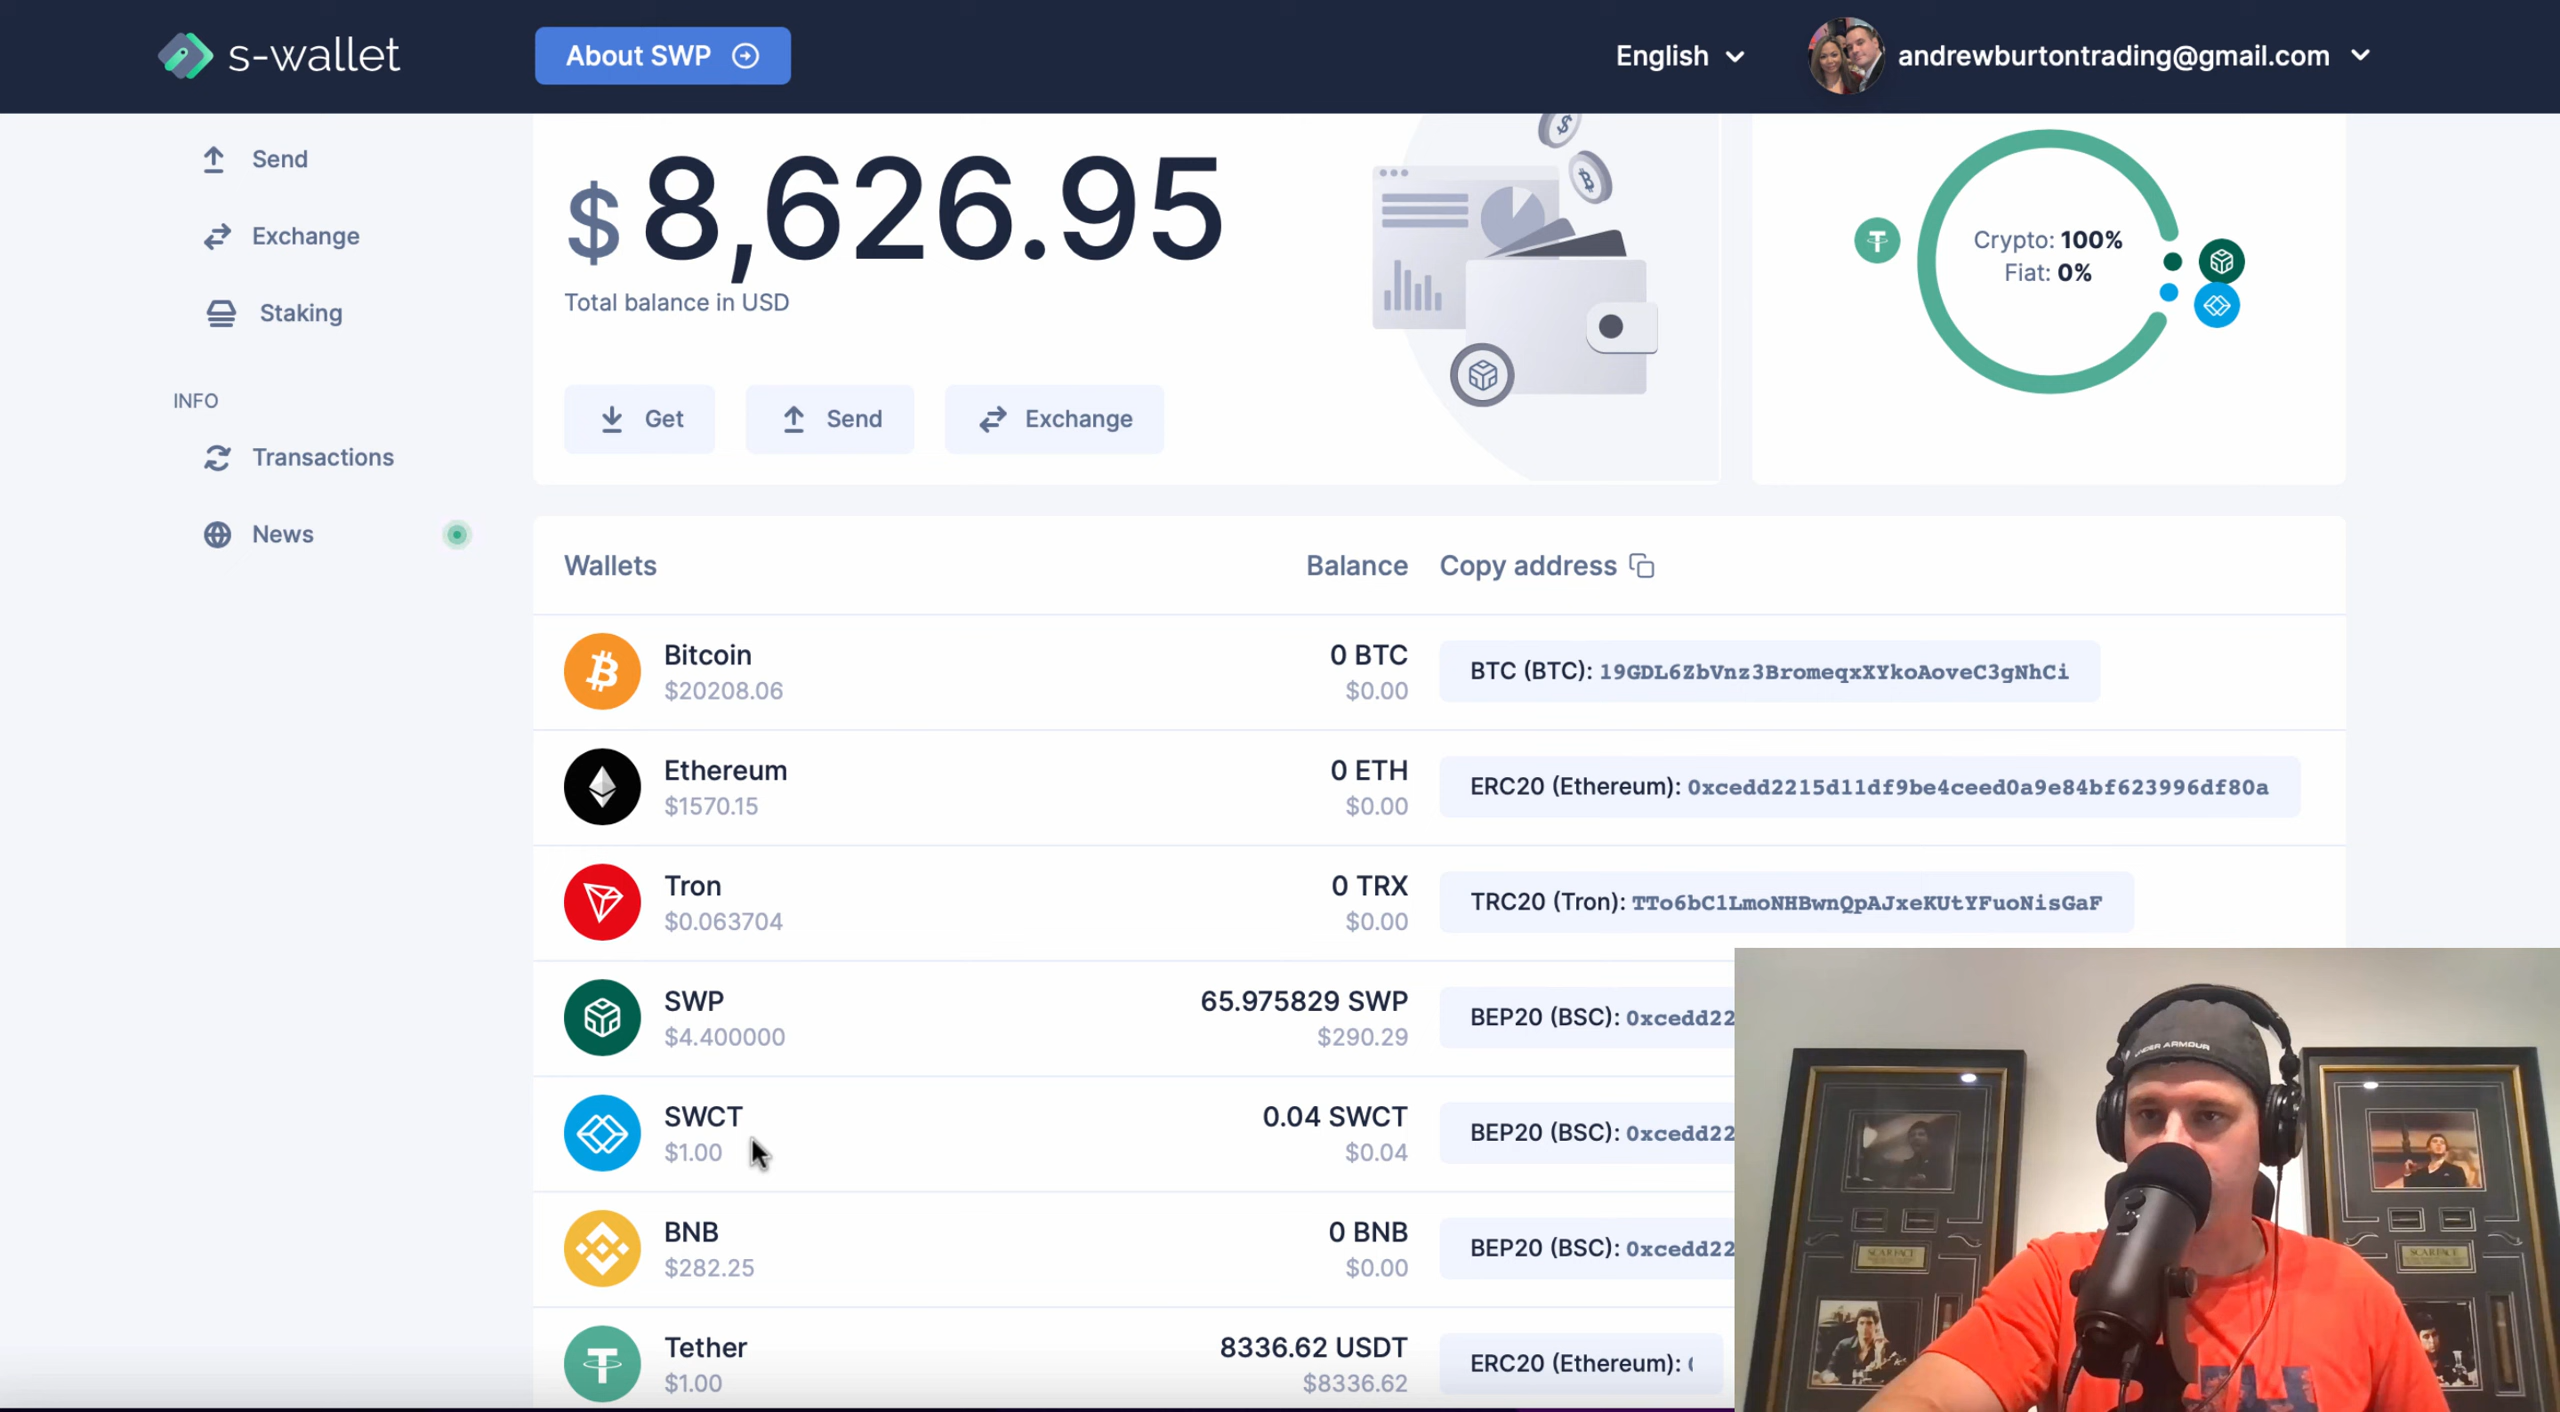 s-wallet
About SWP
English
andrewburtontrading@gmail.com
Send
Exchange
Staking
INFO
Transactions
News
$8,626.95
Total balance in USD
Get
Send
Exchange
Crypto: 100%
Fiat: 0%
Wallets
Balance
Copy address
Bitcoin
$20208.06
0 BTC
$0.00
BTC (BTC): 19GDL6ZbVnz3BromeqxXYkoAoveC3gNhCi
Ethereum
$1570.15
0 ETH
$0.00
ERC20 (Ethereum): 0xcedd2215d11df9be4ceed0a9e84bf623996df80a
Tron
$0.063704
0 TRX
$0.00
TRC20 (Tron): TTo6bC1LmoNHBwnQpAJxeKUtYFuoNisGaF
SWP
$4.400000
65.975829 SWP
$290.29
BEP20 (BSC): 0xcedd22
SWCT
$1.00
0.04 SWCT
$0.04
BEP20 (BSC): 0xcedd22
BNB
$282.25
0 BNB
$0.00
BEP20 (BSC): 0xcedd22
Tether
$1.00
8336.62 USDT
$8336.62
ERC20 (Ethereum):
UNDER ARMOUR
SCARFACE
SCARFACE